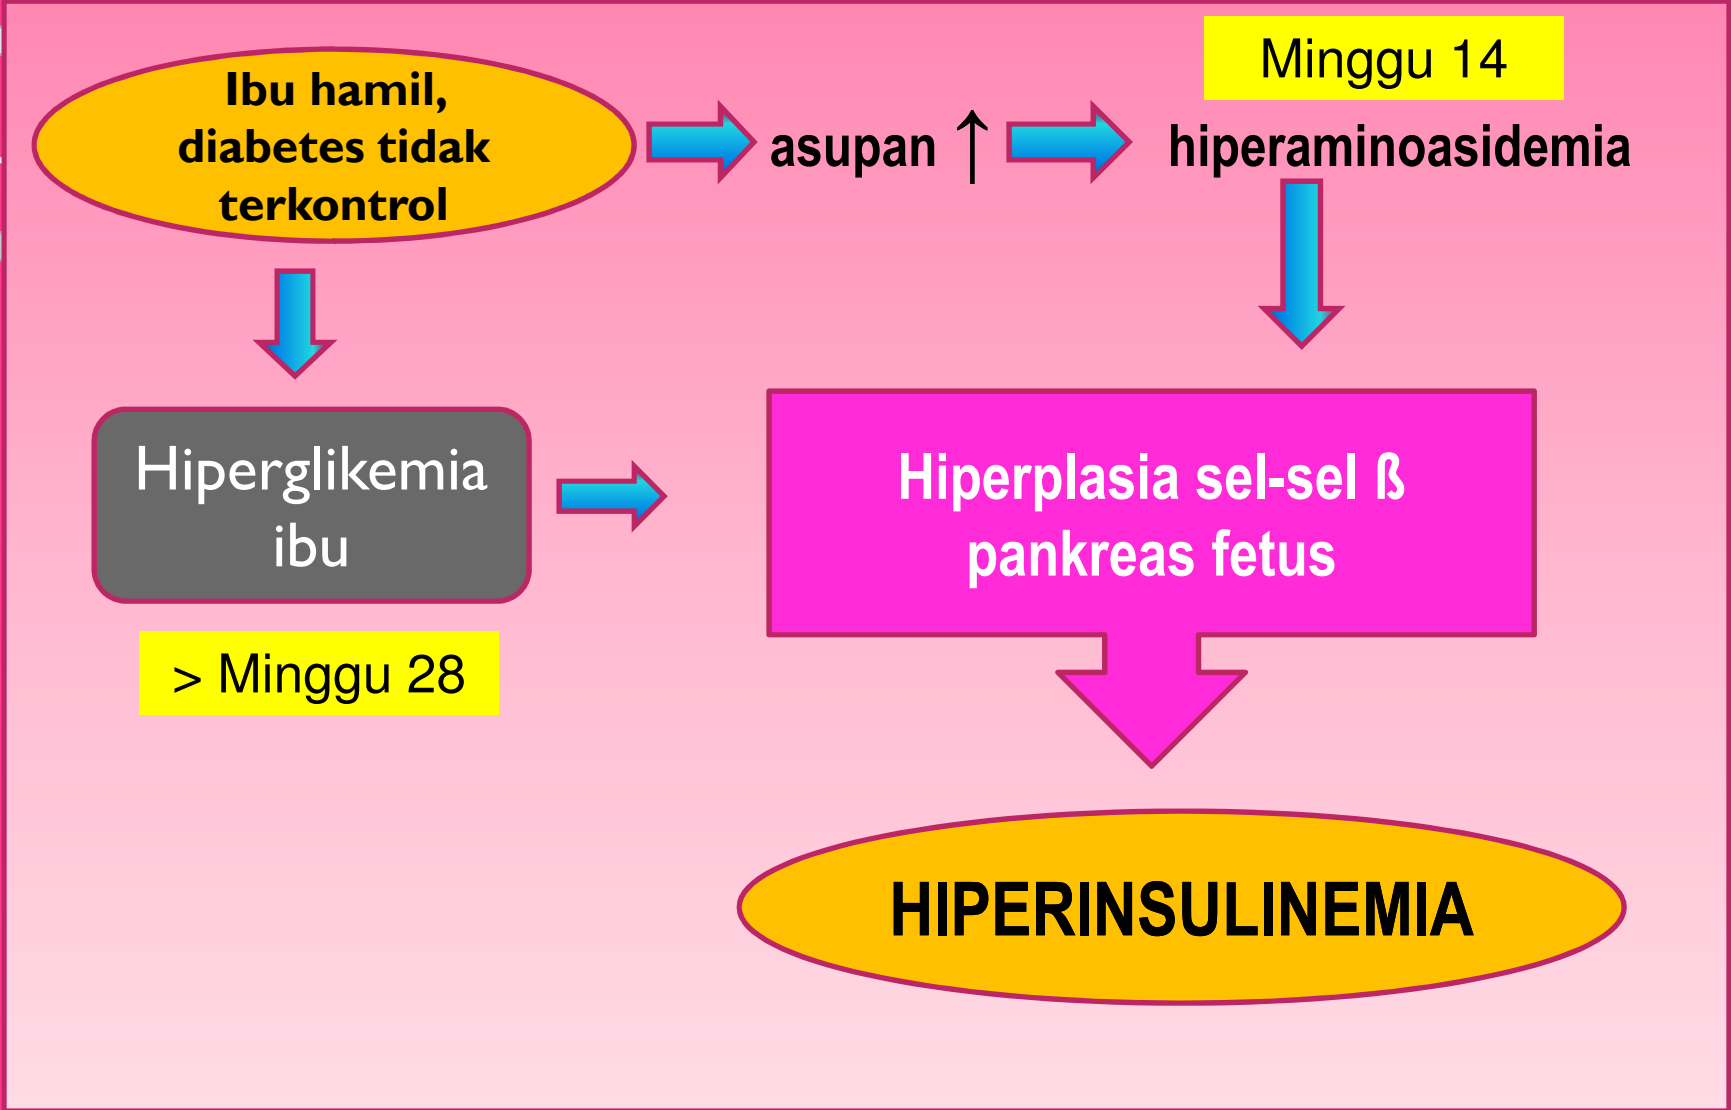 Minggu 14
Ibu hamil,
diabetes tidak
terkontrol
asupan ↑
hiperaminoasidemia
Hiperglikemia
ibu
> Minggu 28
Hiperplasia sel-sel ß
pankreas fetus
HIPERINSULINEMIA